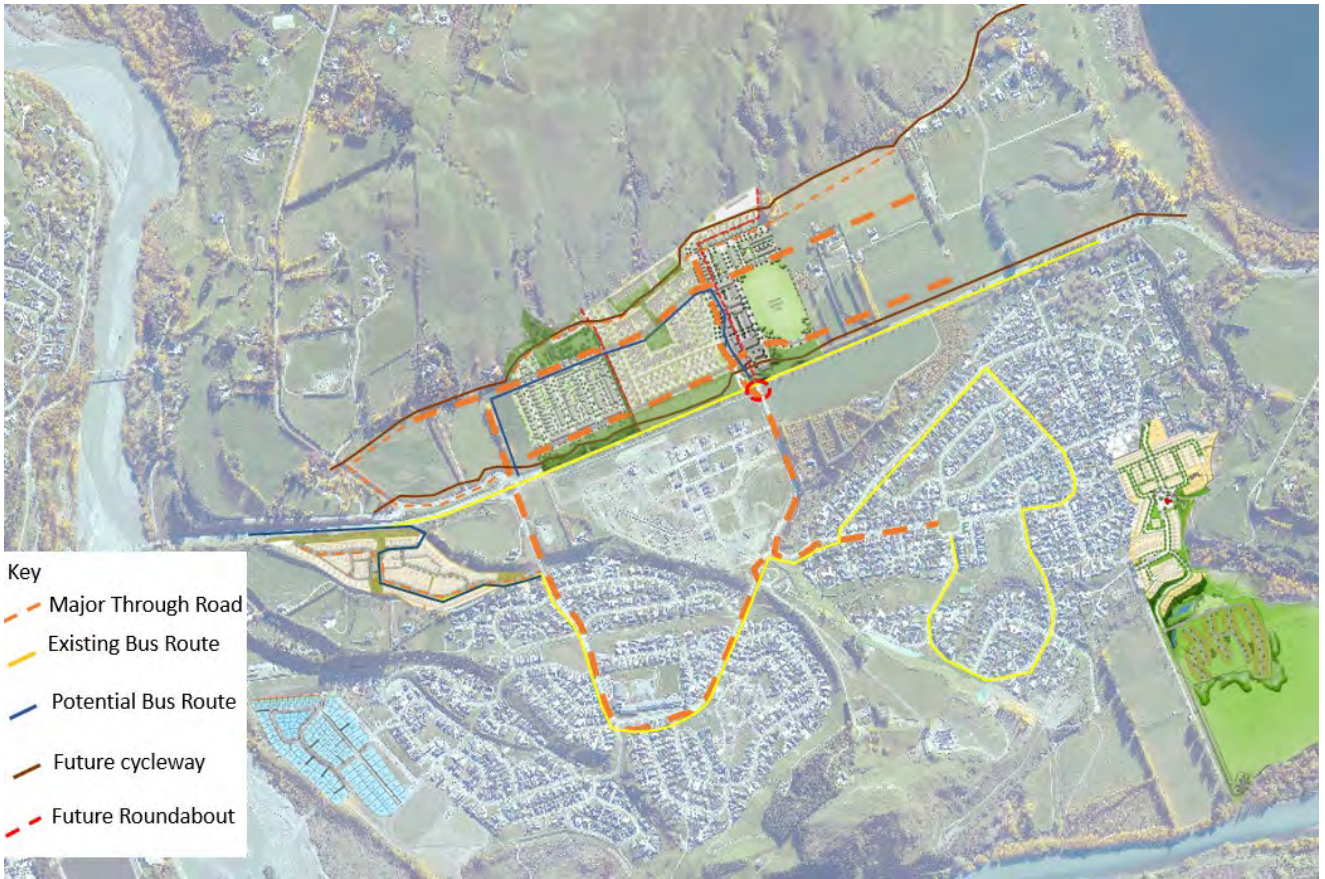 Key
Major Through Road
Existing Bus Route
Potential Bus Route
Future cycleway
Future Roundabout